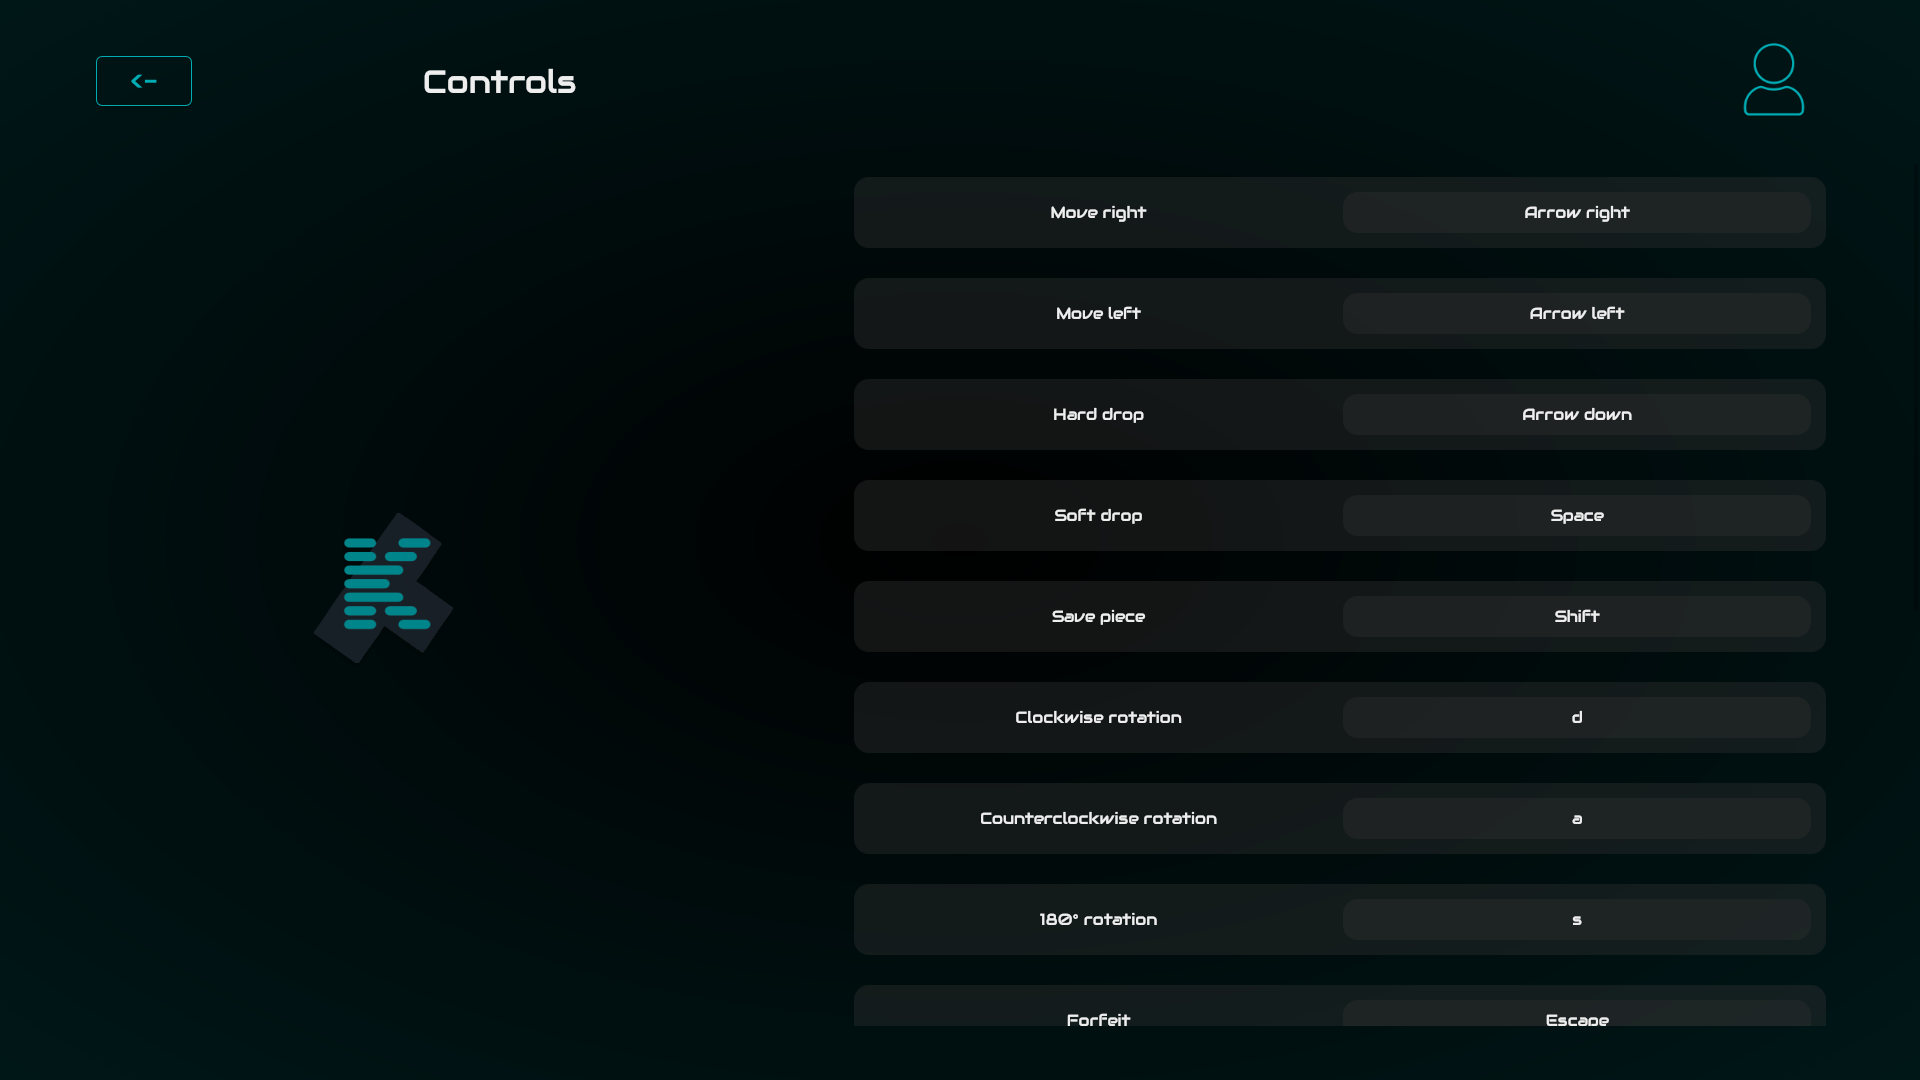 <-
Controls
Move right Arrow right
Move left Arrow left
Hard drop Arrow down
Soft drop Space
Save piece Shift
Clockwise rotation d
Counterclockwise rotation a
180° rotation s
Forfeit Escape